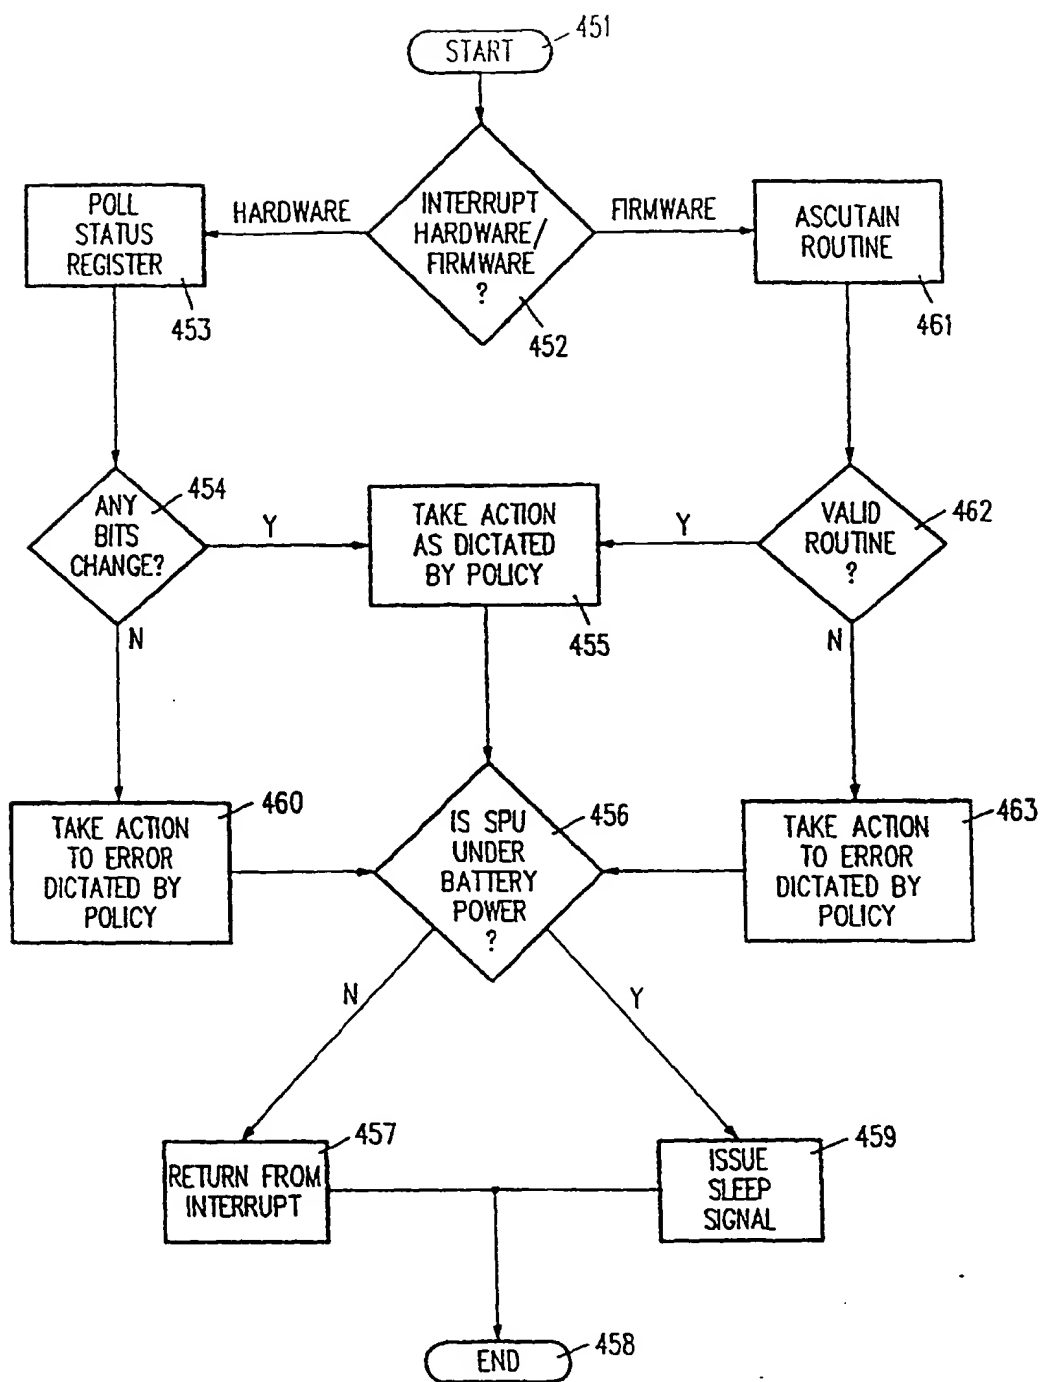 START
451
INTERRUPT
HARDWARE/
FIRMWARE
?
452
HARDWARE
FIRMWARE
POLL
STATUS
REGISTER
453
ASCUTAIN
ROUTINE
461
ANY
BITS
CHANGE?
454
Y
N
TAKE ACTION
AS DICTATED
BY POLICY
455
VALID
ROUTINE
?
462
Y
N
TAKE ACTION
TO ERROR
DICTATED BY
POLICY
460
IS SPU
UNDER
BATTERY
POWER
?
456
TAKE ACTION
TO ERROR
DICTATED BY
POLICY
463
N
Y
RETURN FROM
INTERRUPT
457
ISSUE
SLEEP
SIGNAL
459
END
458